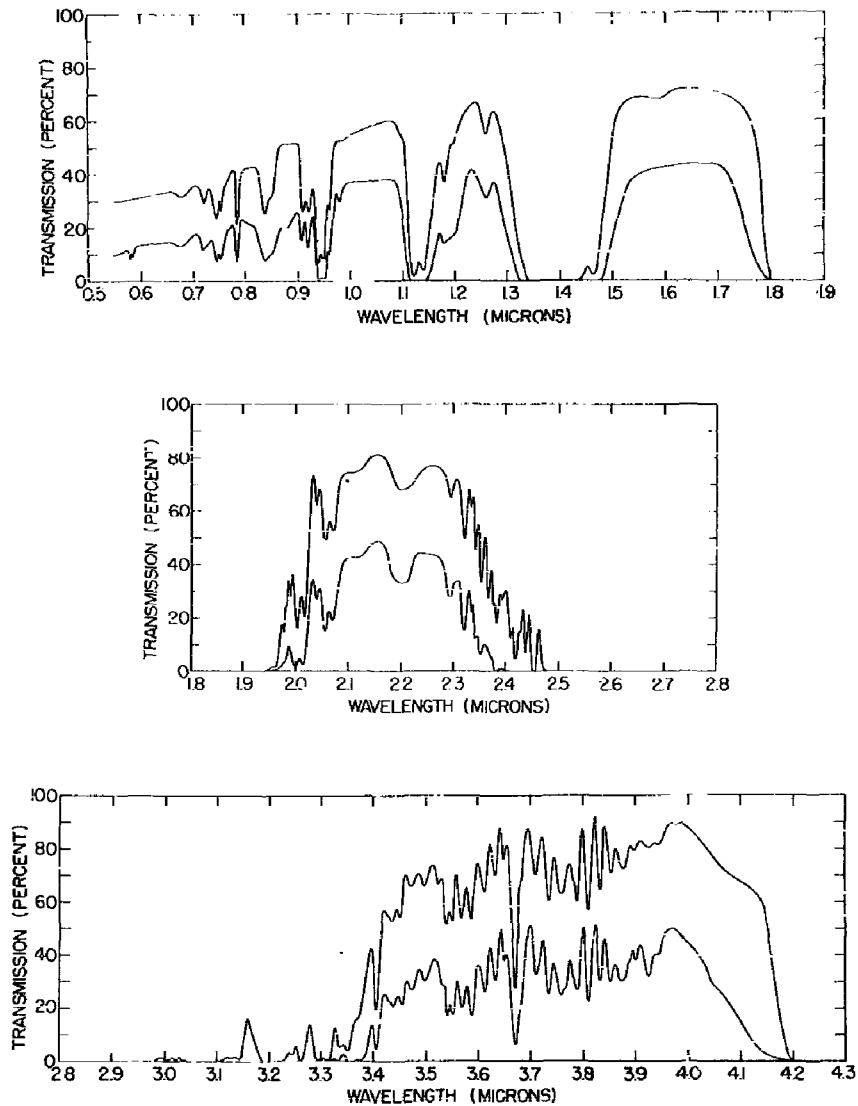 100
80
60
40
20
0
TRANSMISSION (PERCENT)
0.5 0.6 0.7 0.8 0.9 1.0 1.1 1.2 1.3 1.4 1.5 1.6 1.7 1.8 1.9
WAVELENGTH (MICRONS)
100
80
60
40
20
0
TRANSMISSION (PERCENT)
1.8 1.9 2.0 2.1 2.2 2.3 2.4 2.5 2.6 2.7 2.8
WAVELENGTH (MICRONS)
100
80
60
40
20
0
TRANSMISSION (PERCENT)
2.8 2.9 3.0 3.1 3.2 3.3 3.4 3.5 3.6 3.7 3.8 3.9 4.0 4.1 4.2 4.3
WAVELENGTH (MICRONS)